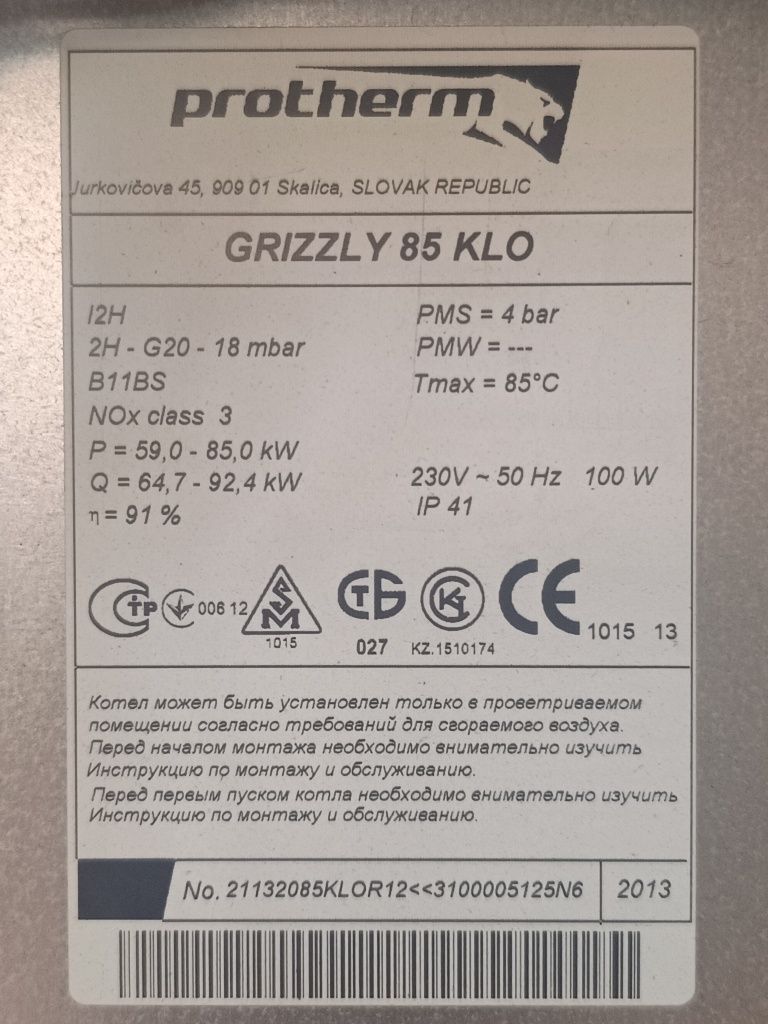 protherm
Jurkovičova 45, 909 01 Skalica, SLOVAK REPUBLIC
GRIZZLY 85 KLO
I2H
PMS = 4 bar
2H - G20 - 18 mbar
PMW = ---
B11BS
Tmax = 85°C
NOx class 3
P = 59,0 - 85,0 kW
Q = 64,7 - 92,4 kW
230V ~ 50 Hz 100 W
η = 91 %
IP 41
СтР
006 12
SM
1015
СТБ
027
KZ.1510174
CE
1015 13
Котел может быть установлен только в проветриваемом
помещении согласно требований для сгораемого воздуха.
Перед началом монтажа необходимо внимательно изучить
Инструкцию по монтажу и обслуживанию.
Перед первым пуском котла необходимо внимательно изучить
Инструкцию по монтажу и обслуживанию.
No. 21132085KLOR12<<3100005125N6
2013